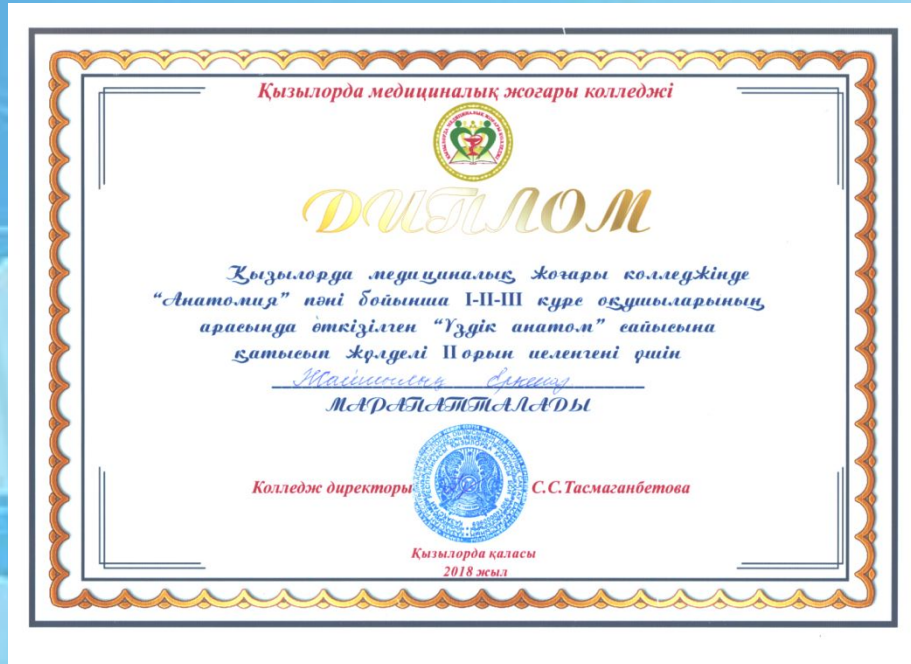 Қызылорда медициналық жоғары колледжі
ДИПЛОМ
Қызылорда медициналық жоғары колледжінде
“Анатомия” пәні бойынша I-II-III курс оқушыларының
арасында өткізілген “Үздік анатом” сайысына
қатысып жүлделі II орын иеленгені үшін
МАРАПАТТАЛАДЫ
Колледж директоры С.С.Тасмаганбетова
Қызылорда қаласы
2018 жыл